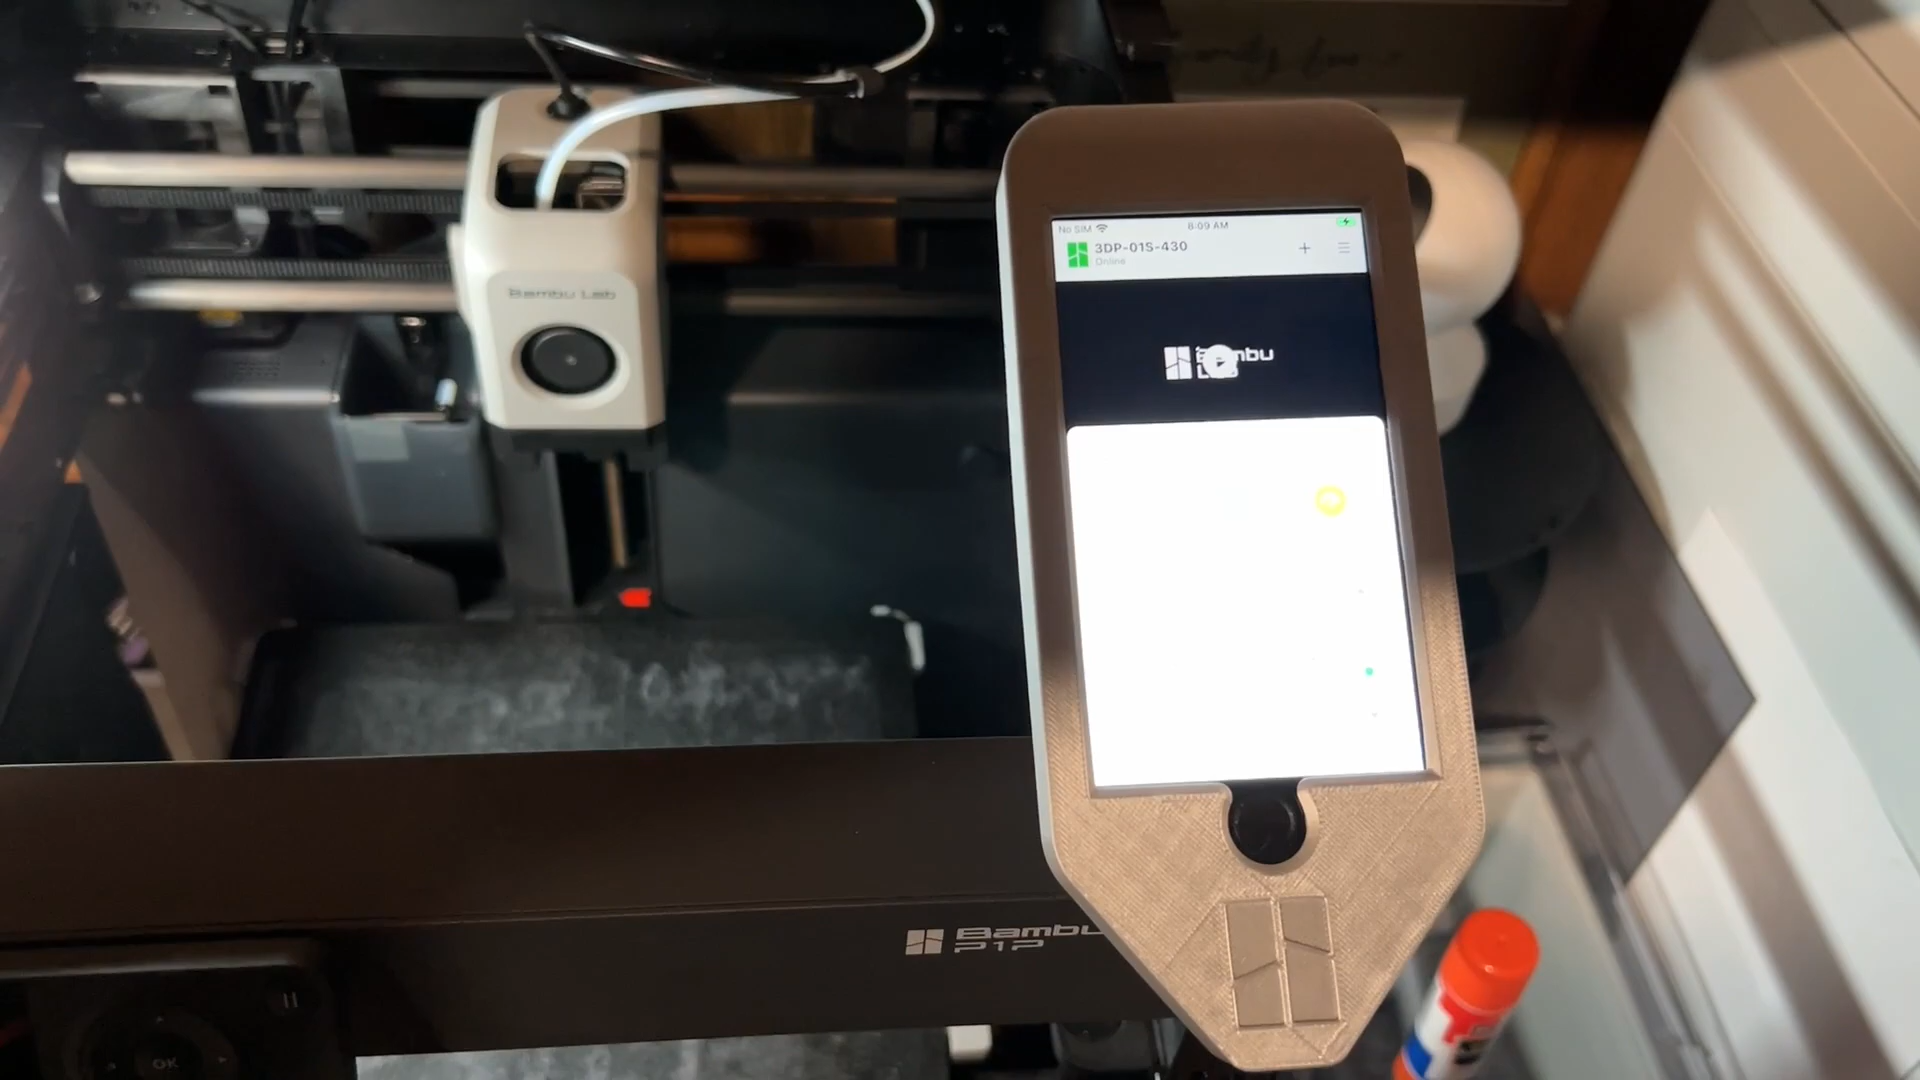 Bambu Lab
No SIM
8:09 AM
3DP-01S-430
Online
Bambu
P1P
OK